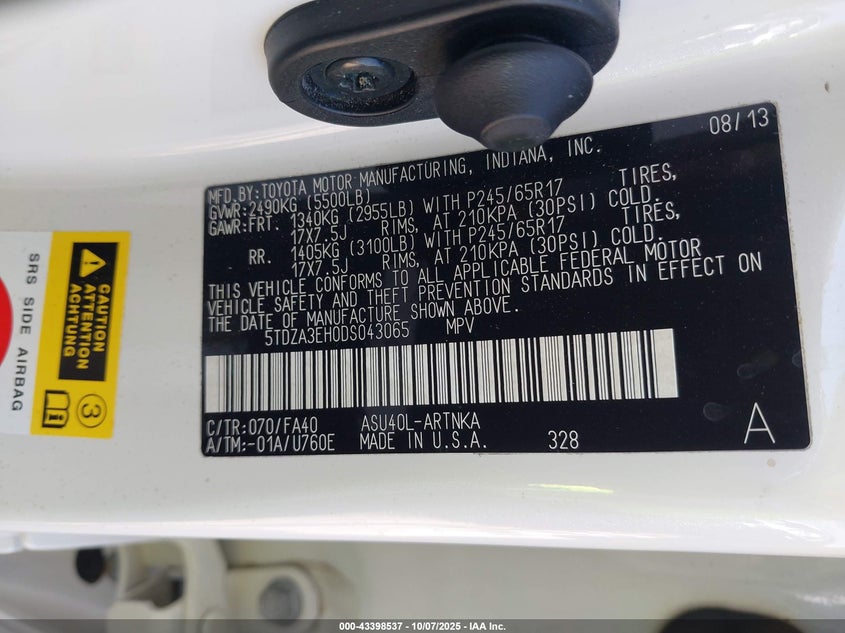 08/13
MFD.BY:TOYOTA MOTOR MANUFACTURING, INDIANA, INC.
GVWR:2490KG (5500LB)
GAWR:FRT. 1340KG (2955LB) WITH P245/65R17 TIRES,
17X7.5J RIMS, AT 210KPA (30PSI) COLD.
RR. 1405KG (3100LB) WITH P245/65R17 TIRES,
17X7.5J RIMS, AT 210KPA (30PSI) COLD.
THIS VEHICLE CONFORMS TO ALL APPLICABLE FEDERAL MOTOR
VEHICLE SAFETY AND THEFT PREVENTION STANDARDS IN EFFECT ON
THE DATE OF MANUFACTURE SHOWN ABOVE.
5TDZA3EH0DS043065 MPV
C/TR:070/FA40 ASU40L-ARTNKA
A/TM:-01A/U760E MADE IN U.S.A. 328 A
SRS SIDE AIRBAG
CAUTION
ATTENTION
ACHTUNG
3
000-43398537 - 10/07/2025 - IAA Inc.